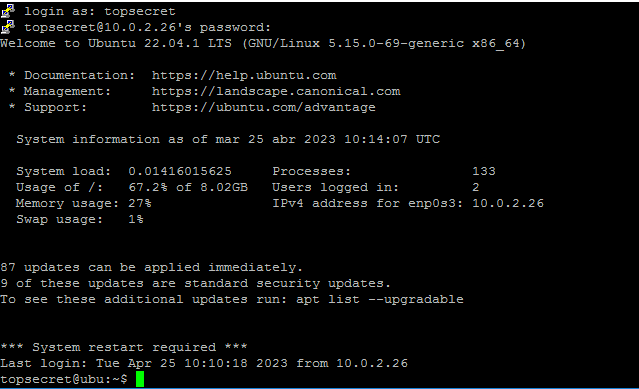 login as: topsecret
topsecret@10.0.2.26's password:
Welcome to Ubuntu 22.04.1 LTS (GNU/Linux 5.15.0-69-generic x86_64)
* Documentation: https://help.ubuntu.com
* Management: https://landscape.canonical.com
* Support: https://ubuntu.com/advantage
System information as of mar 25 abr 2023 10:14:07 UTC
System load: 0.01416015625 Processes: 133
Usage of /: 67.2% of 8.02GB Users logged in: 2
Memory usage: 27% IPv4 address for enp0s3: 10.0.2.26
Swap usage: 1%
87 updates can be applied immediately.
9 of these updates are standard security updates.
To see these additional updates run: apt list --upgradable
*** System restart required ***
Last login: Tue Apr 25 10:10:18 2023 from 10.0.2.26
topsecret@ubu:~$